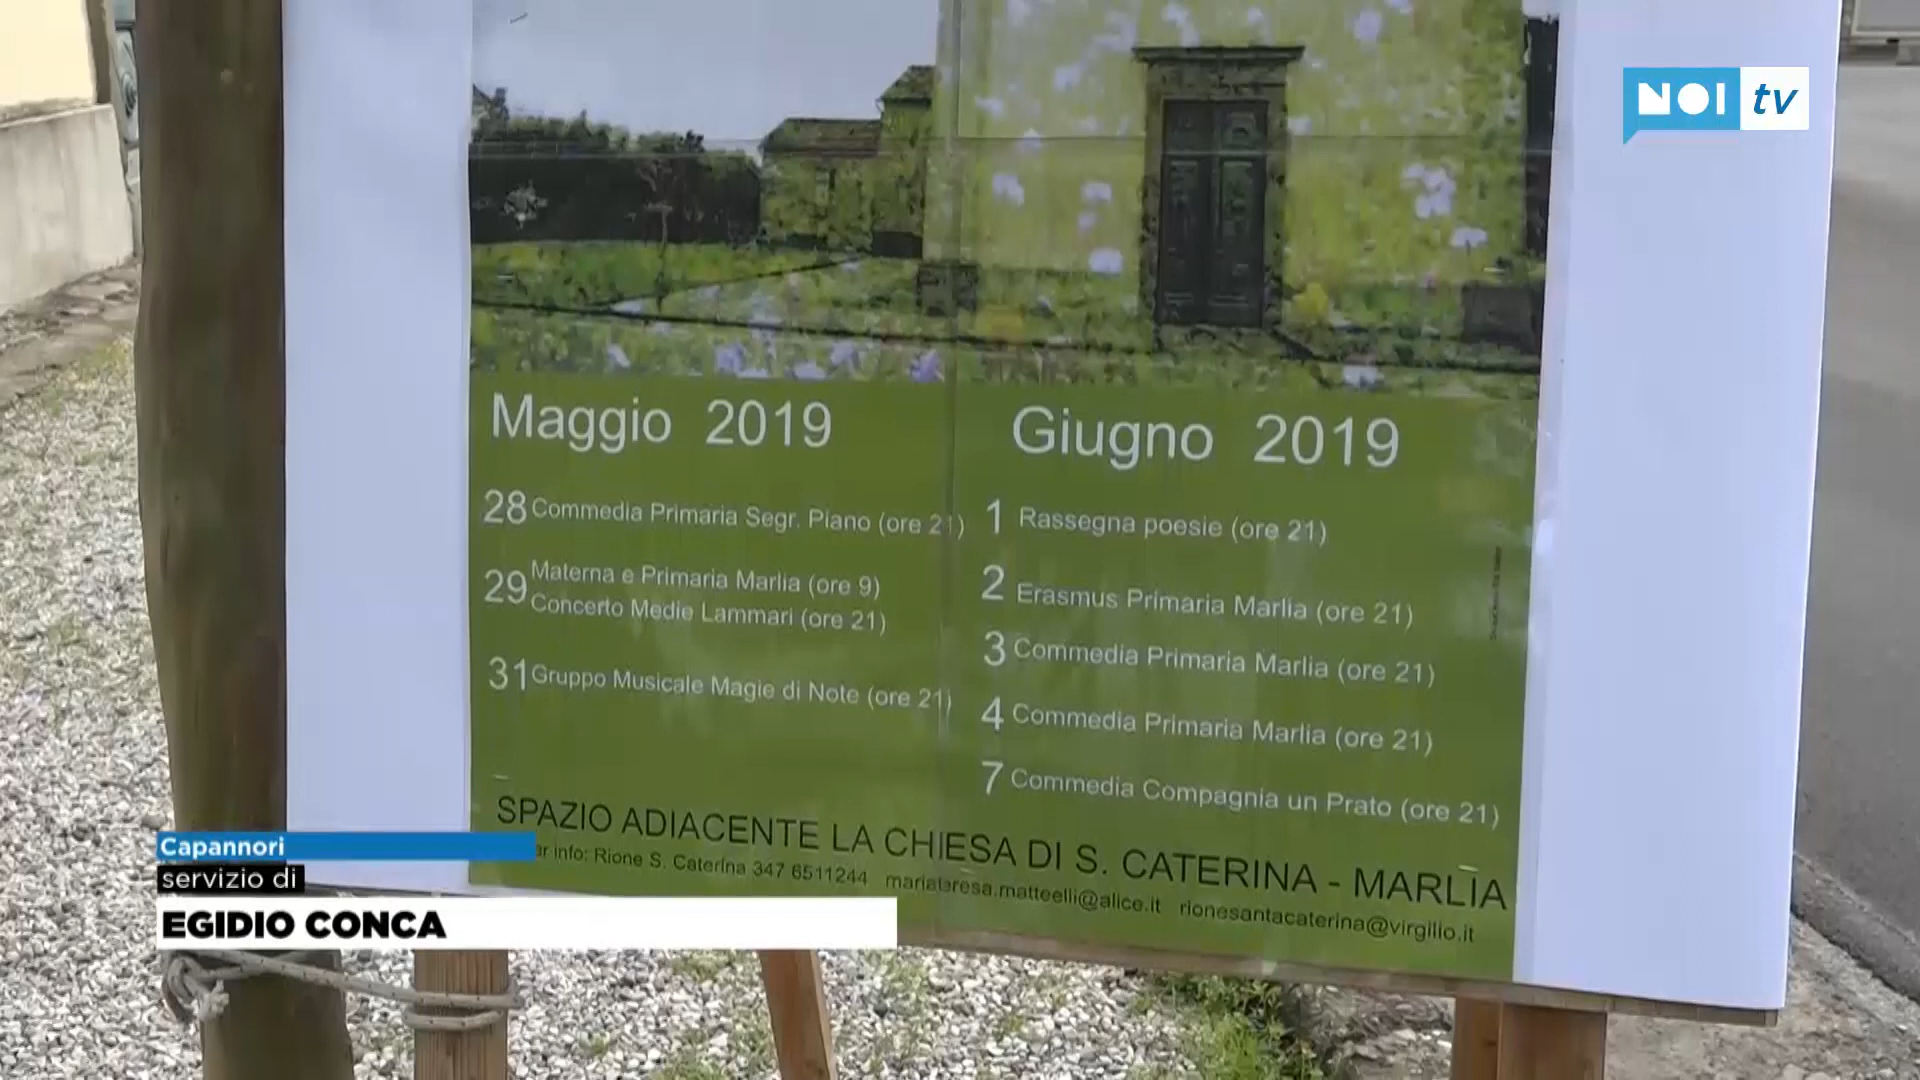 NOI tv
Maggio 2019
28 Commedia Primaria Segr. Piano (ore 21)
29 Materna e Primaria Marlia (ore 9)
Concerto Medie Lammari (ore 21)
31 Gruppo Musicale Magie di Note (ore 21)
Giugno 2019
1 Rassegna poesie (ore 21)
2 Erasmus Primaria Marlia (ore 21)
3 Commedia Primaria Marlia (ore 21)
4 Commedia Primaria Marlia (ore 21)
7 Commedia Compagnia un Prato (ore 21)
SPAZIO ADIACENTE LA CHIESA DI S. CATERINA - MARLIA
info: Rione S. Caterina 347 6511244 mariateresa.matteelli@alice.it rionesantacaterina@virgilio.it
Capannori
servizio di
EGIDIO CONCA